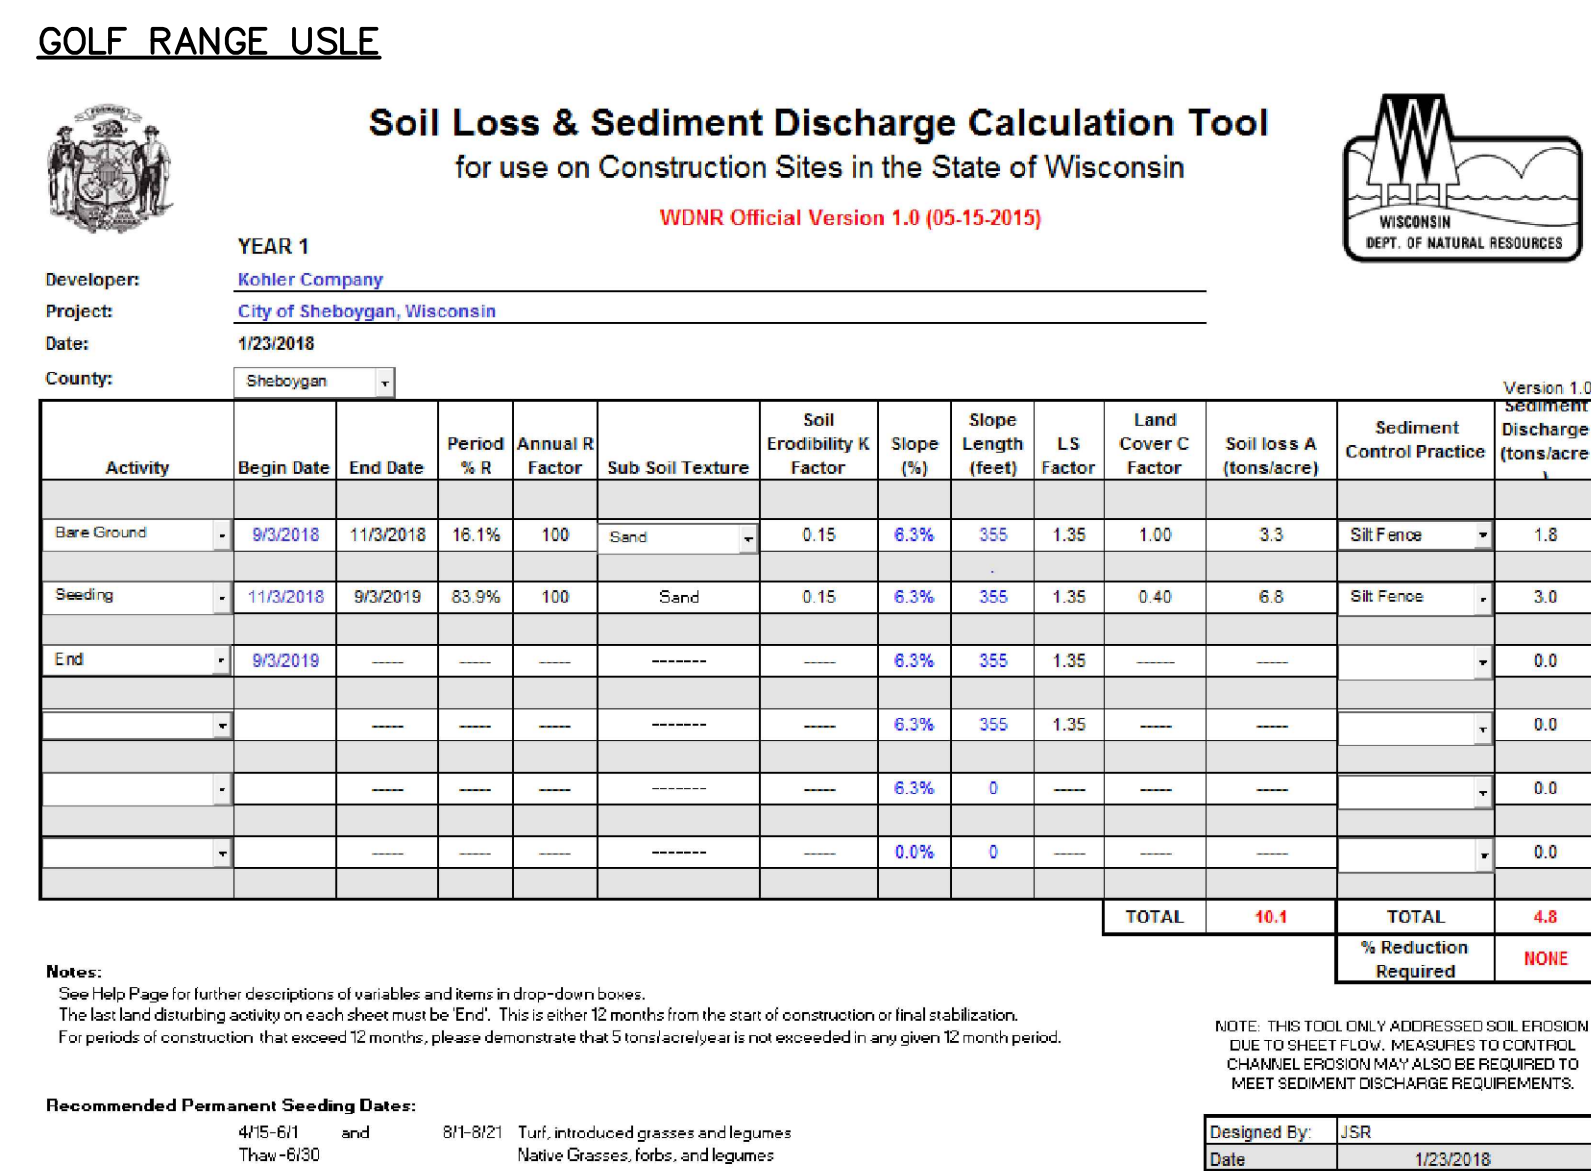 GOLF RANGE USLE
Soil Loss & Sediment Discharge Calculation Tool
for use on Construction Sites in the State of Wisconsin
WDNR Official Version 1.0 (05-15-2015)
WISCONSIN
DEPT. OF NATURAL RESOURCES
YEAR 1
Developer: Kohler Company
Project: City of Sheboygan, Wisconsin
Date: 1/23/2018
County: Sheboygan
Version 1.0
Activity Begin Date End Date Period % R Annual R Factor Sub Soil Texture Soil Erodibility K Factor Slope (%) Slope Length (feet) LS Factor Land Cover C Factor Soil loss A (tons/acre) Sediment Control Practice Sediment Discharge (tons/acre)
Bare Ground 9/3/2018 11/3/2018 16.1% 100 Sand 0.15 6.3% 355 1.35 1.00 3.3 Silt Fence 1.8
Seeding 11/3/2018 9/3/2019 83.9% 100 Sand 0.15 6.3% 355 1.35 0.40 6.8 Silt Fence 3.0
End 9/3/2019 ----- ----- ----- ------- ----- 6.3% 355 1.35 ------ ----- 0.0
----- ----- ----- ------- ----- 6.3% 355 1.35 ----- ----- 0.0
----- ----- ----- ------- ----- 6.3% 0 ----- ----- ----- 0.0
----- ----- ----- ------- ----- 0.0% 0 ----- ----- ----- 0.0
TOTAL 10.1 TOTAL 4.8
% Reduction Required NONE
Notes:
See Help Page for further descriptions of variables and items in drop-down boxes.
The last land disturbing activity on each sheet must be 'End'. This is either 12 months from the start of construction or final stabilization.
For periods of construction that exceed 12 months, please demonstrate that 5 tons/acre/year is not exceeded in any given 12 month period.
NOTE: THIS TOOL ONLY ADDRESSED SOIL EROSION
DUE TO SHEET FLOW. MEASURES TO CONTROL
CHANNEL EROSION MAY ALSO BE REQUIRED TO
MEET SEDIMENT DISCHARGE REQUIREMENTS.
Recommended Permanent Seeding Dates:
4/15-6/1 and 8/1-8/21 Turf, introduced grasses and legumes
Thaw-6/30 Native Grasses, forbs, and legumes
Designed By: JSR
Date 1/23/2018